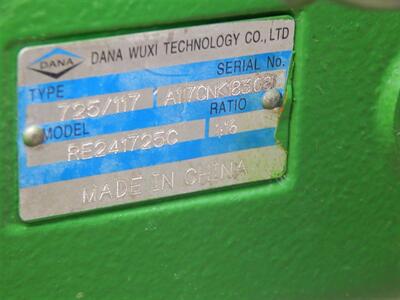 DANA DANA WUXI TECHNOLOGY CO.,LTD
TYPE SERIAL No.
725/117
MODEL RATIO
RE241725C
MADE IN CHINA